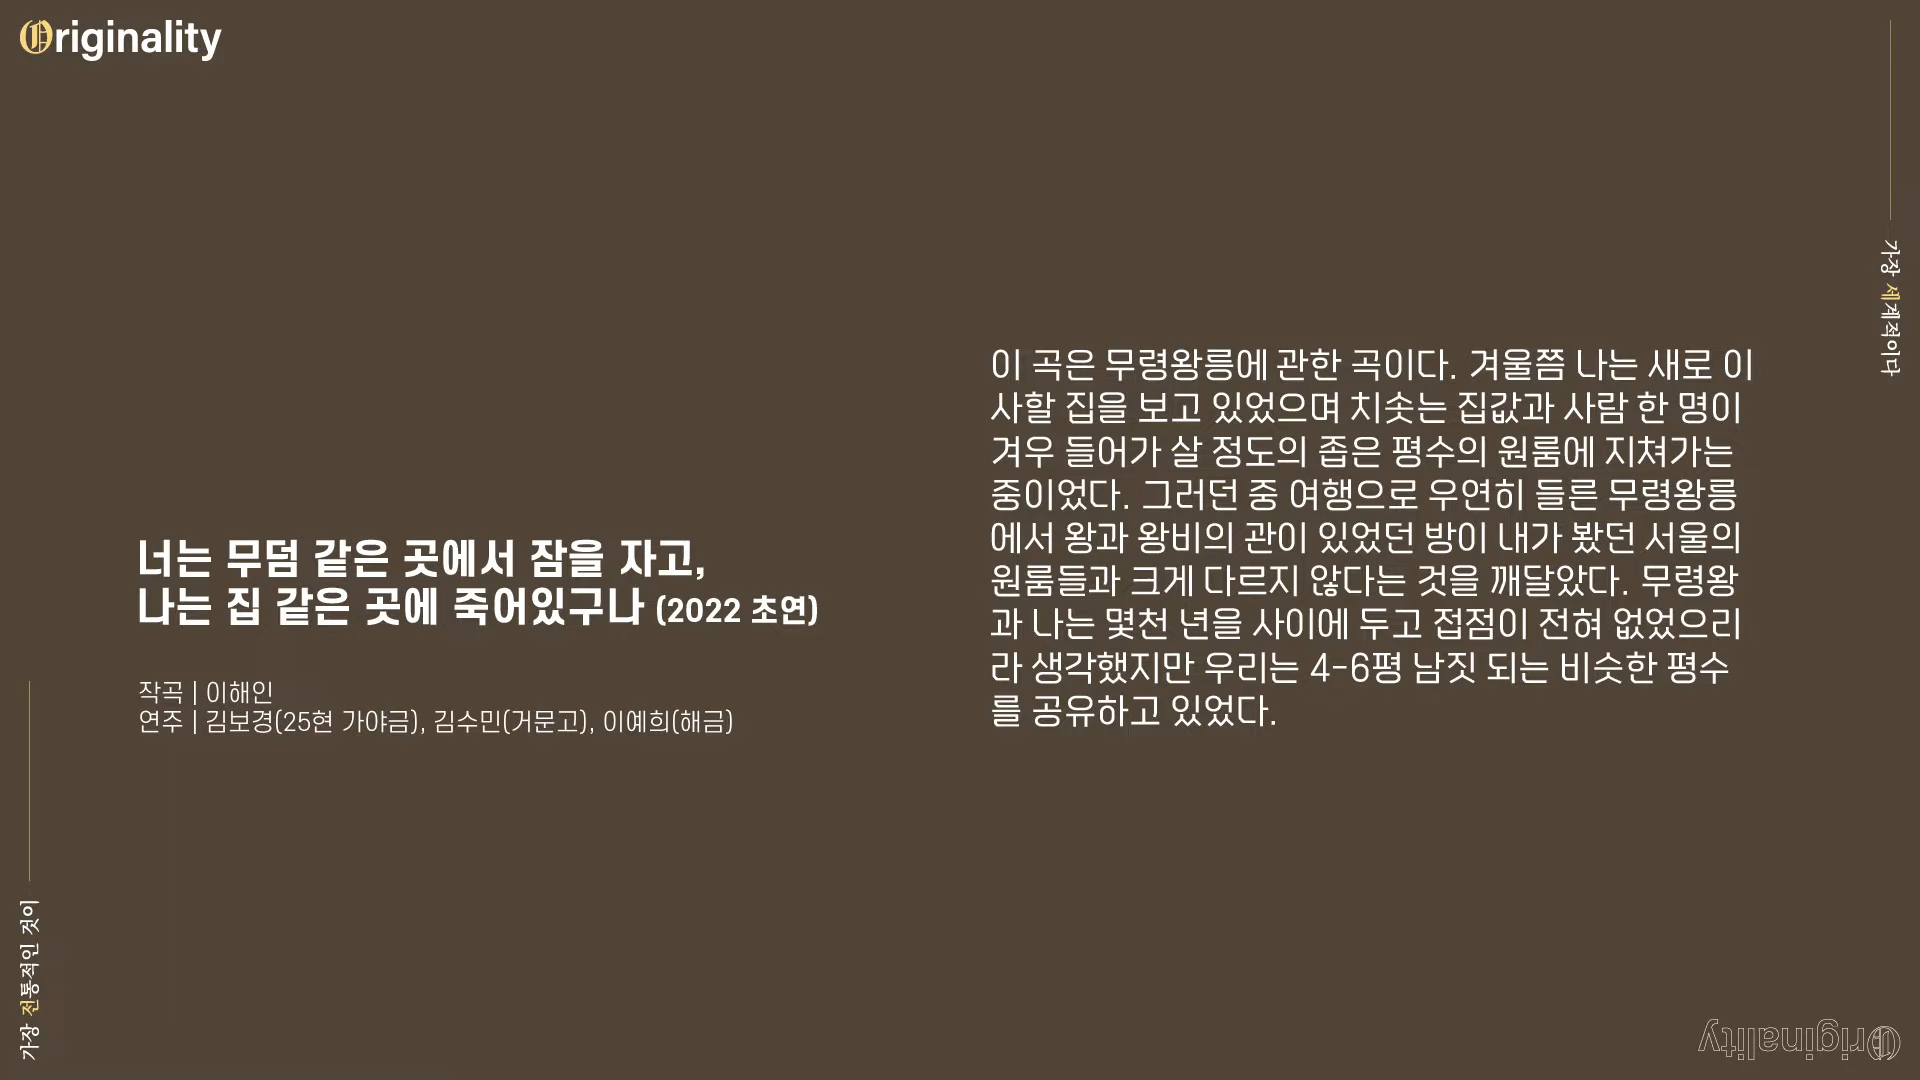 Originality
너는 무덤 같은 곳에서 잠을 자고,
나는 집 같은 곳에 죽어있구나 (2022 초연)
작곡 | 이해인
연주 | 김보경(25현 가야금), 김수민(거문고), 이예희(해금)
이 곡은 무령왕릉에 관한 곡이다. 겨울쯤 나는 새로 이
사할 집을 보고 있었으며 치솟는 집값과 사람 한 명이
겨우 들어가 살 정도의 좁은 평수의 원룸에 지쳐가는
중이었다. 그러던 중 여행으로 우연히 들른 무령왕릉
에서 왕과 왕비의 관이 있었던 방이 내가 봤던 서울의
원룸들과 크게 다르지 않다는 것을 깨달았다. 무령왕
과 나는 몇천 년을 사이에 두고 접점이 전혀 없었으리
라 생각했지만 우리는 4-6평 남짓 되는 비슷한 평수
를 공유하고 있었다.
가장 전통적인 것이
가장 세계적이다
Originality